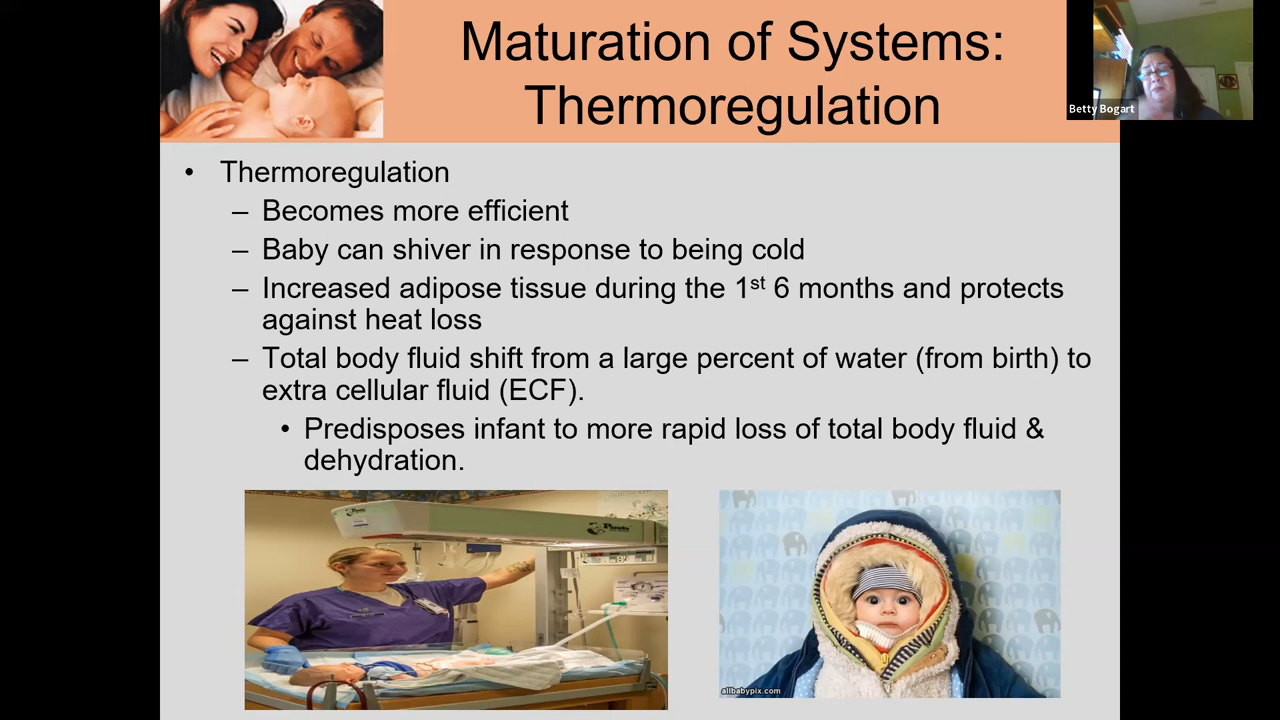 Maturation of Systems:
Thermoregulation
Betty Bogart
• Thermoregulation
– Becomes more efficient
– Baby can shiver in response to being cold
– Increased adipose tissue during the 1st 6 months and protects
against heat loss
– Total body fluid shift from a large percent of water (from birth) to
extra cellular fluid (ECF).
• Predisposes infant to more rapid loss of total body fluid &
dehydration.
allbabypix.com